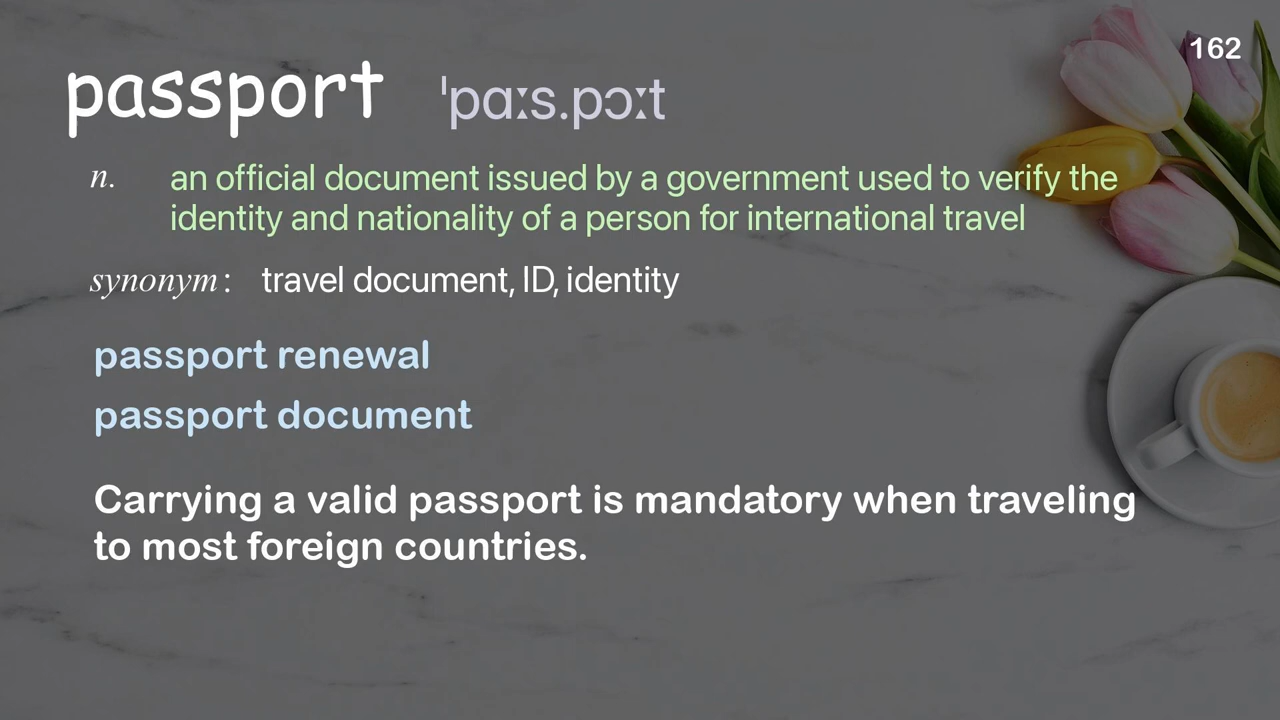 162
passport ˈpɑːs.pɔːt
n. an official document issued by a government used to verify the
identity and nationality of a person for international travel
synonym: travel document, ID, identity
passport renewal
passport document
Carrying a valid passport is mandatory when traveling
to most foreign countries.